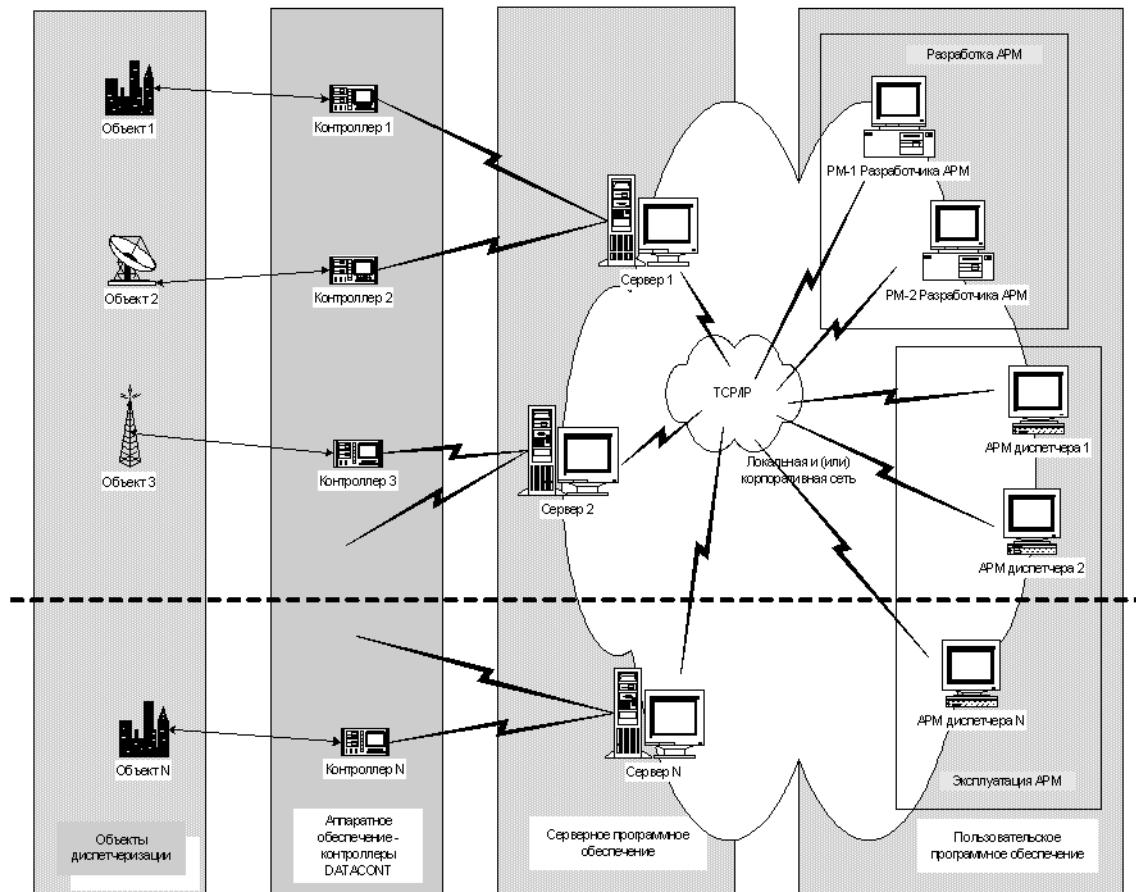 Разработка АРМ
Объект 1
Контроллер 1
РМ-1 Разработчика АРМ
Объект 2
Контроллер 2
Сервер 1
РМ-2 Разработчика АРМ
TCP/IP
АРМ диспетчера 1
Локальная и (или)
корпоративная сеть
Объект 3
Контроллер 3
Сервер 2
АРМ диспетчера 2
АРМ диспетчера N
Объект N
Контроллер N
Сервер N
Эксплуатация АРМ
Объекты
диспетчеризации
Аппаратное
обеспечение -
контроллеры
DATACONT
Серверное программное
обеспечение
Пользовательское
программное обеспечение